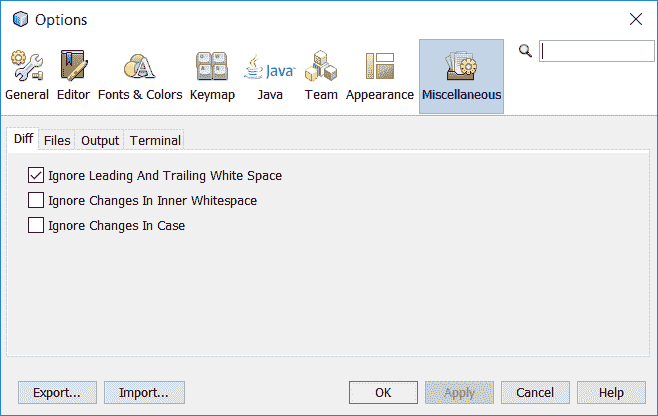 Options
General Editor Fonts & Colors Keymap Java Team Appearance Miscellaneous
Java
Diff Files Output Terminal
Ignore Leading And Trailing White Space
Ignore Changes In Inner Whitespace
Ignore Changes In Case
Export... Import... OK Apply Cancel Help